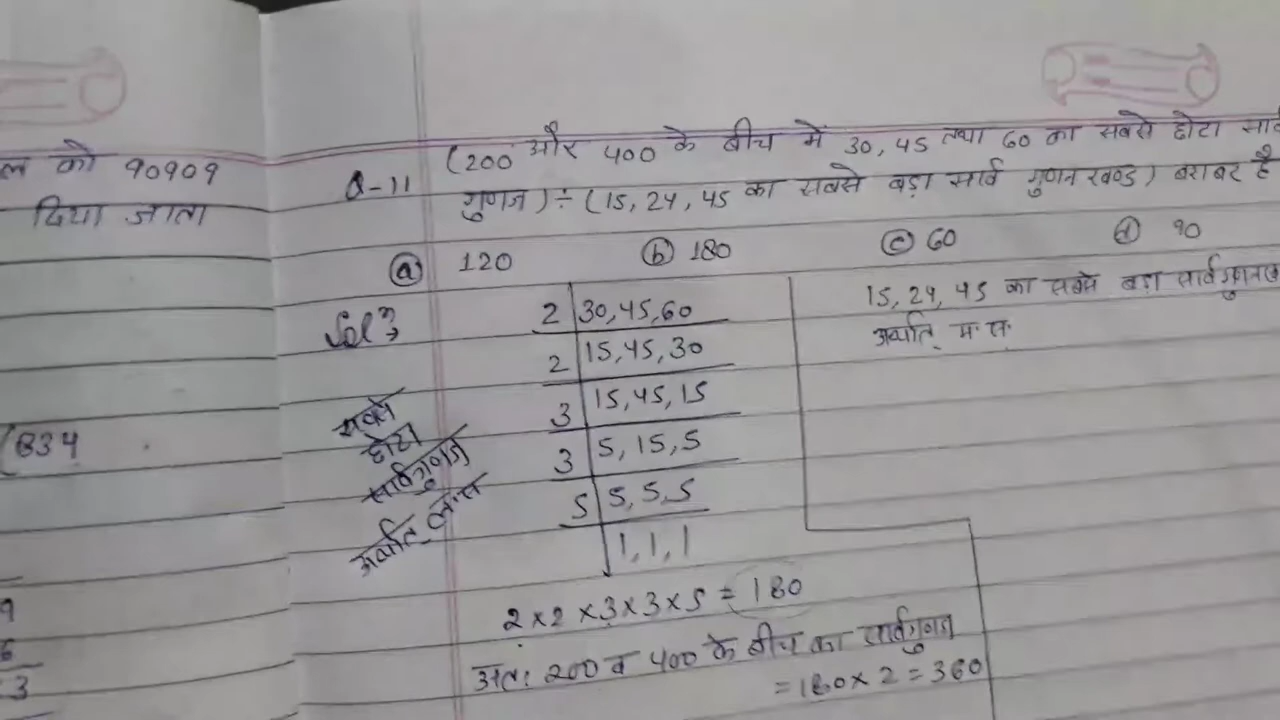 ल को 90909
दिया जाता
(834
Q-11 (200 और 400 के बीच में 30, 45 तथा 60 का सबसे छोटा सार्व
गुणज) ÷ (15, 24, 45 का सबसे बड़ा सार्व गुणनखण्ड) बराबर है
(a) 120 (b) 180 (c) 60 (d) 90
Solⁿ→
2 | 30, 45, 60
2 | 15, 45, 30
3 | 15, 45, 15
3 | 5, 15, 5
5 | 5, 5, 5
1, 1, 1
सबसे
छोटा
सार्वगुणज
अर्थात् ल॰स
2 × 2 × 3 × 3 × 5 = 180
अतः 200 व 400 के बीच का सार्वगुणज
= 180 × 2 = 360
15, 24, 45 का सबसे बड़ा सार्वगुणनख
अर्थात् म॰स॰